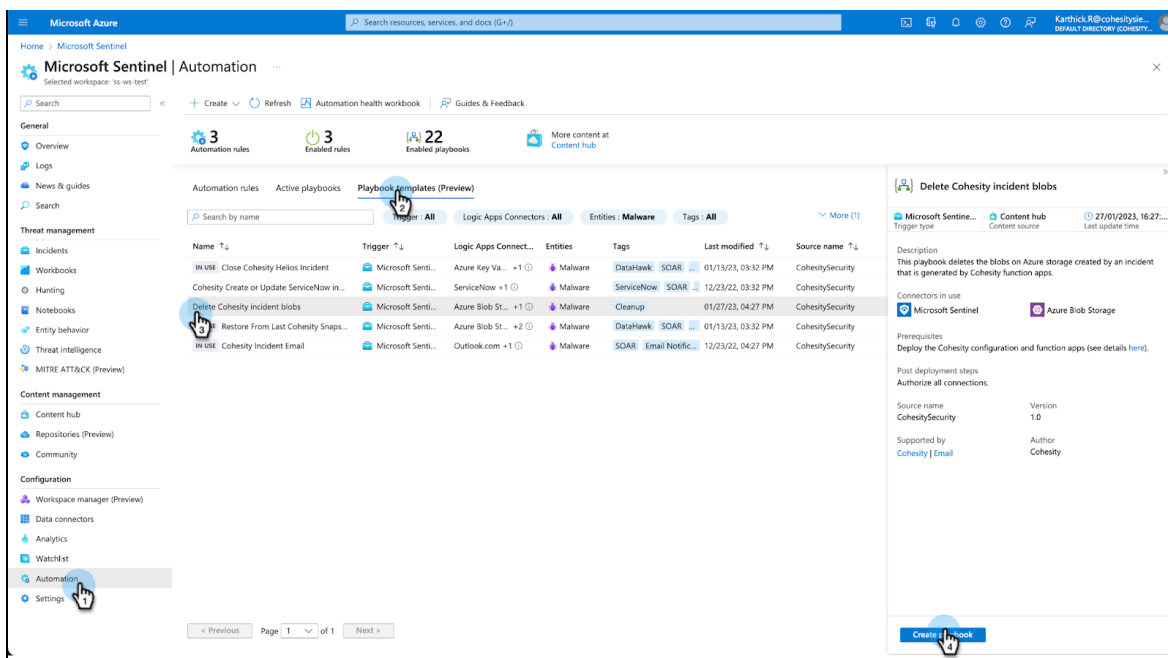 Microsoft Azure
Search resources, services, and docs (G+/)
Karthick.R@cohesitysie...
DEFAULT DIRECTORY (COHESITY...
Home > Microsoft Sentinel
Microsoft Sentinel | Automation ...
Selected workspace: 'ss-ws-test'
Search
«
+ Create
Refresh
Automation health workbook
Guides & Feedback
General
Overview
Logs
News & guides
Search
Threat management
Incidents
Workbooks
Hunting
Notebooks
Entity behavior
Threat intelligence
MITRE ATT&CK (Preview)
Content management
Content hub
Repositories (Preview)
Community
Configuration
Workspace manager (Preview)
Data connectors
Analytics
Watchlist
Automation
1
Settings
3
Automation rules
3
Enabled rules
22
Enabled playbooks
More content at
Content hub
Automation rules Active playbooks Playbook templates (Preview)
2
Search by name
Trigger : All
Logic Apps Connectors : All
Entities : Malware
Tags : All
More (1)
Name ↑↓ Trigger ↑↓ Logic Apps Connect... Entities Tags Last modified ↑↓ Source name ↑↓
IN USE Close Cohesity Helios Incident Microsoft Senti... Azure Key Va... +1 Malware DataHawk SOAR ... 01/13/23, 03:32 PM CohesitySecurity
Cohesity Create or Update ServiceNow in... Microsoft Senti... ServiceNow +1 Malware ServiceNow SOAR ... 12/23/22, 03:32 PM CohesitySecurity
Delete Cohesity incident blobs Microsoft Senti... Azure Blob St... +1 Malware Cleanup 01/27/23, 04:27 PM CohesitySecurity
3
Restore From Last Cohesity Snaps... Microsoft Senti... Azure Blob St... +2 Malware DataHawk SOAR ... 01/13/23, 03:32 PM CohesitySecurity
IN USE Cohesity Incident Email Microsoft Senti... Outlook.com +1 Malware SOAR Email Notific... 12/23/22, 04:27 PM CohesitySecurity
< Previous Page 1 of 1 Next >
»
Delete Cohesity incident blobs
Microsoft Sentine...
Trigger type
Content hub
Content source
27/01/2023, 16:27:...
Last update time
Description
This playbook deletes the blobs on Azure storage created by an incident
that is generated by Cohesity function apps.
Connectors in use
Microsoft Sentinel Azure Blob Storage
Prerequisites
Deploy the Cohesity configuration and function apps (see details here).
Post deployment steps
Authorize all connections.
Source name Version
CohesitySecurity 1.0
Supported by Author
Cohesity | Email Cohesity
Create playbook
4